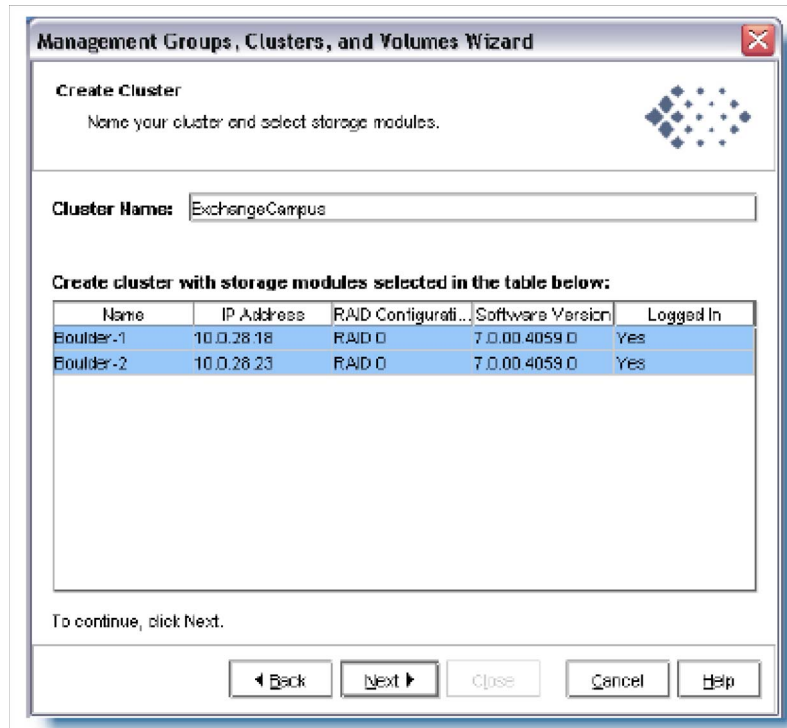 Management Groups, Clusters, and Volumes Wizard
Create Cluster
Name your cluster and select storage modules.
Cluster Name: ExchangeCampus
Create cluster with storage modules selected in the table below:
Name IP Address RAID Configurati... Software Version Logged In
Boulder-1 10.0.28.18 RAID 0 7.0.00.4059.0 Yes
Boulder-2 10.0.28.23 RAID 0 7.0.00.4059.0 Yes
To continue, click Next.
Back Next Close Cancel Help